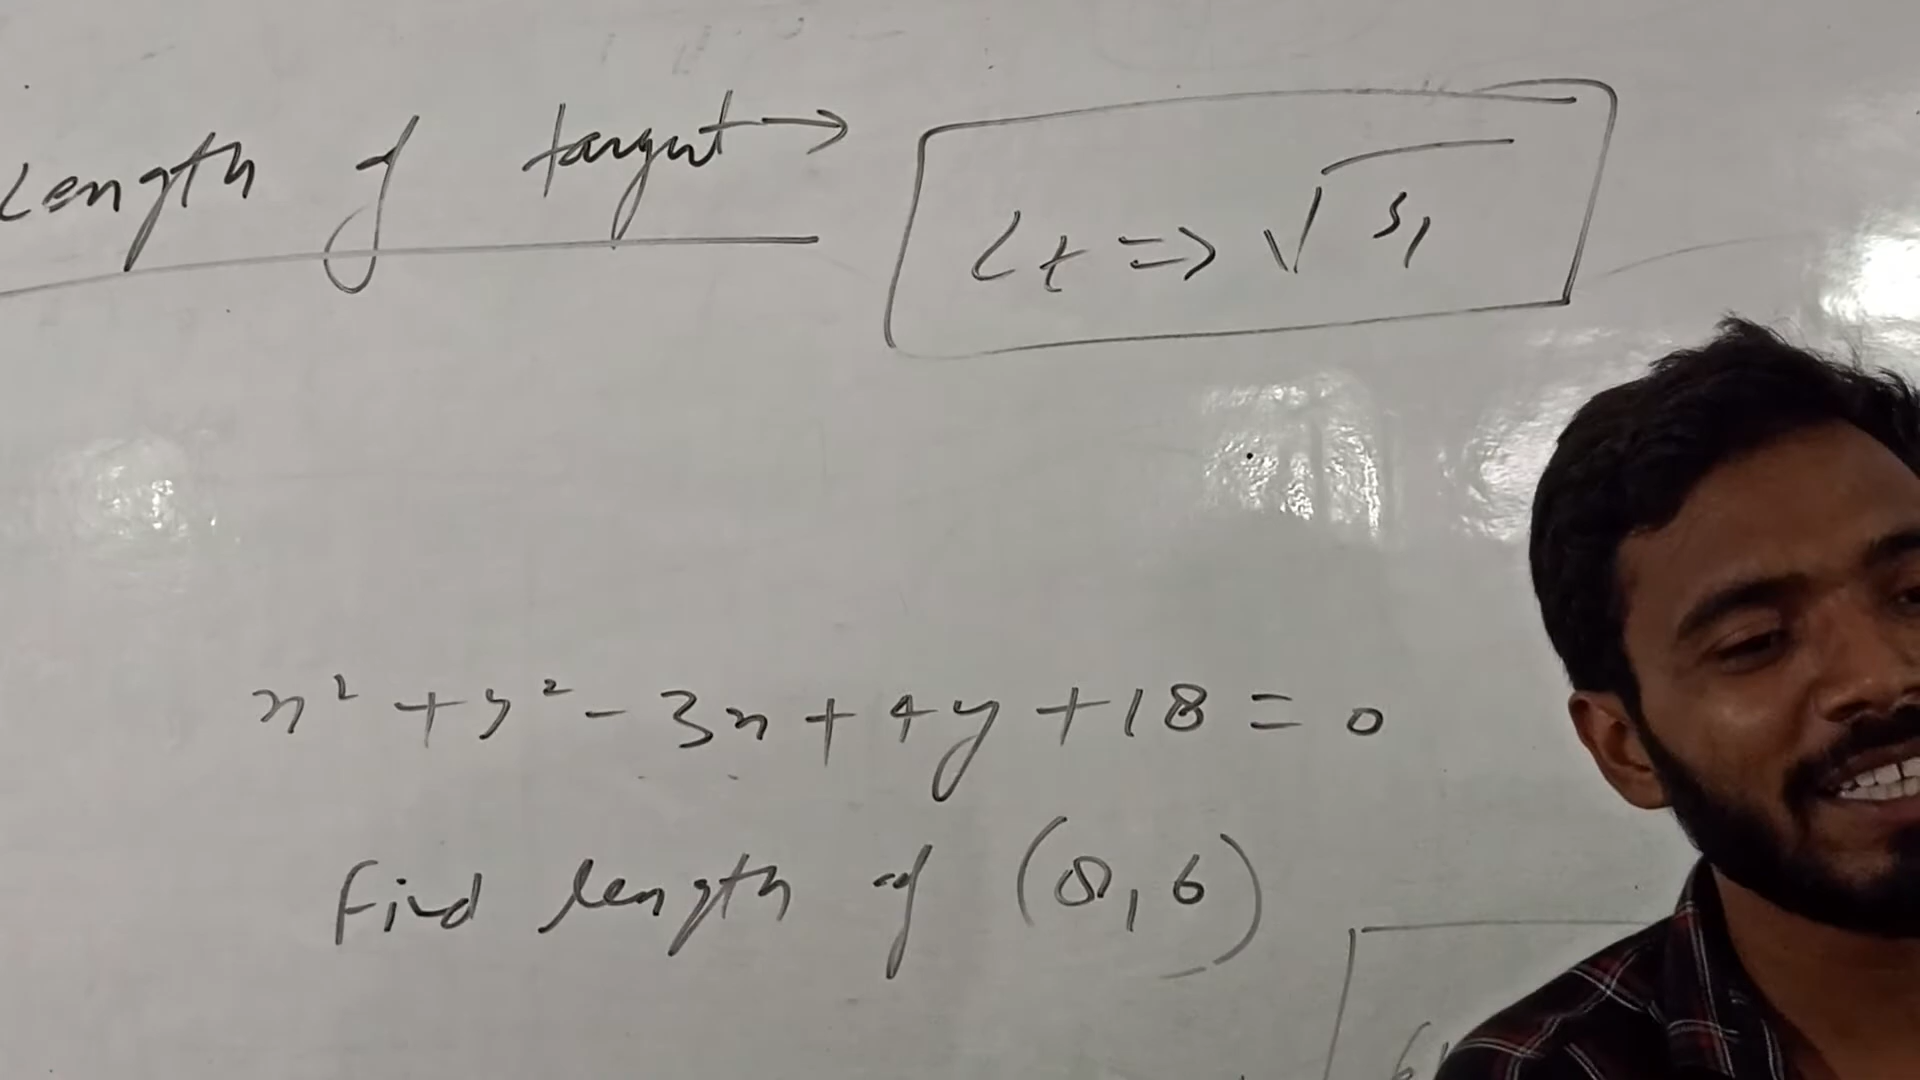 Length of tangent → Lt => √S₁
x² + y² - 3x + 4y + 18 = 0
Find length of (8, 6)